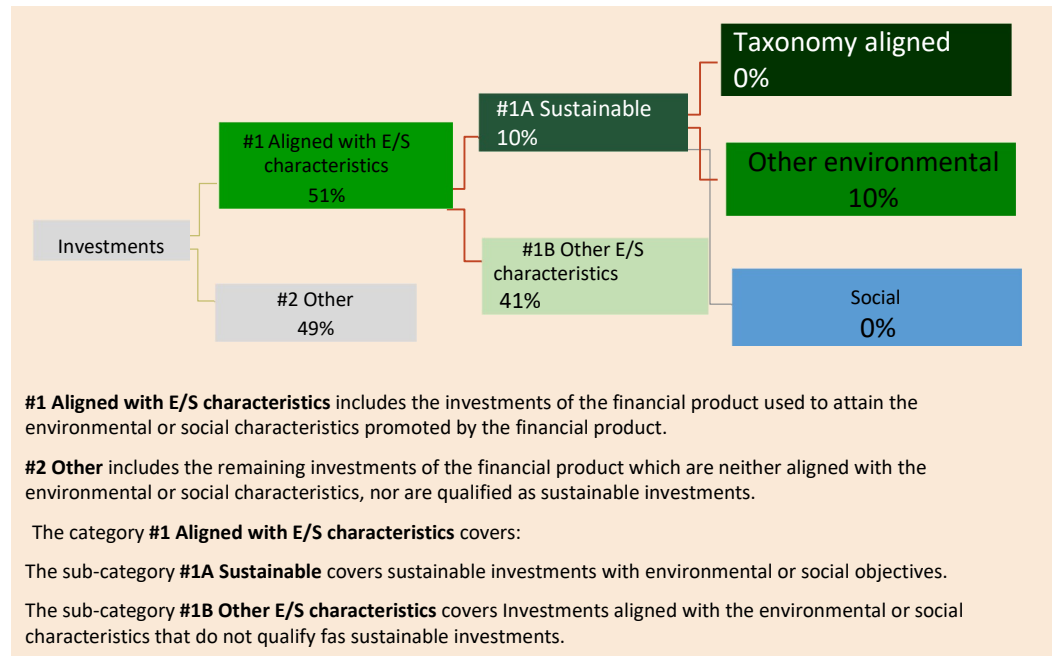 Taxonomy aligned
0%
#1A Sustainable
10%
#1 Aligned with E/S
characteristics
51%
Other environmental
10%
Investments
#1B Other E/S
characteristics
41%
#2 Other
49%
Social
0%
#1 Aligned with E/S characteristics includes the investments of the financial product used to attain the
environmental or social characteristics promoted by the financial product.
#2 Other includes the remaining investments of the financial product which are neither aligned with the
environmental or social characteristics, nor are qualified as sustainable investments.
The category #1 Aligned with E/S characteristics covers:
The sub-category #1A Sustainable covers sustainable investments with environmental or social objectives.
The sub-category #1B Other E/S characteristics covers Investments aligned with the environmental or social
characteristics that do not qualify fas sustainable investments.